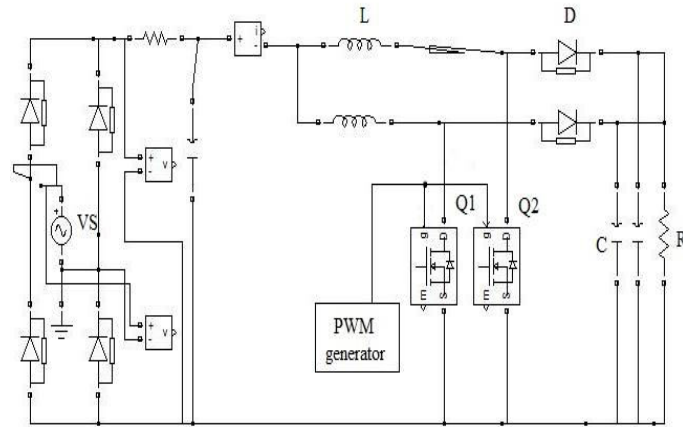 L
D
i
+
-
+
-
v
VS
+
Q1
Q2
g
D
m
S
g
D
m
S
C
R
PWM
generator
+
-
v